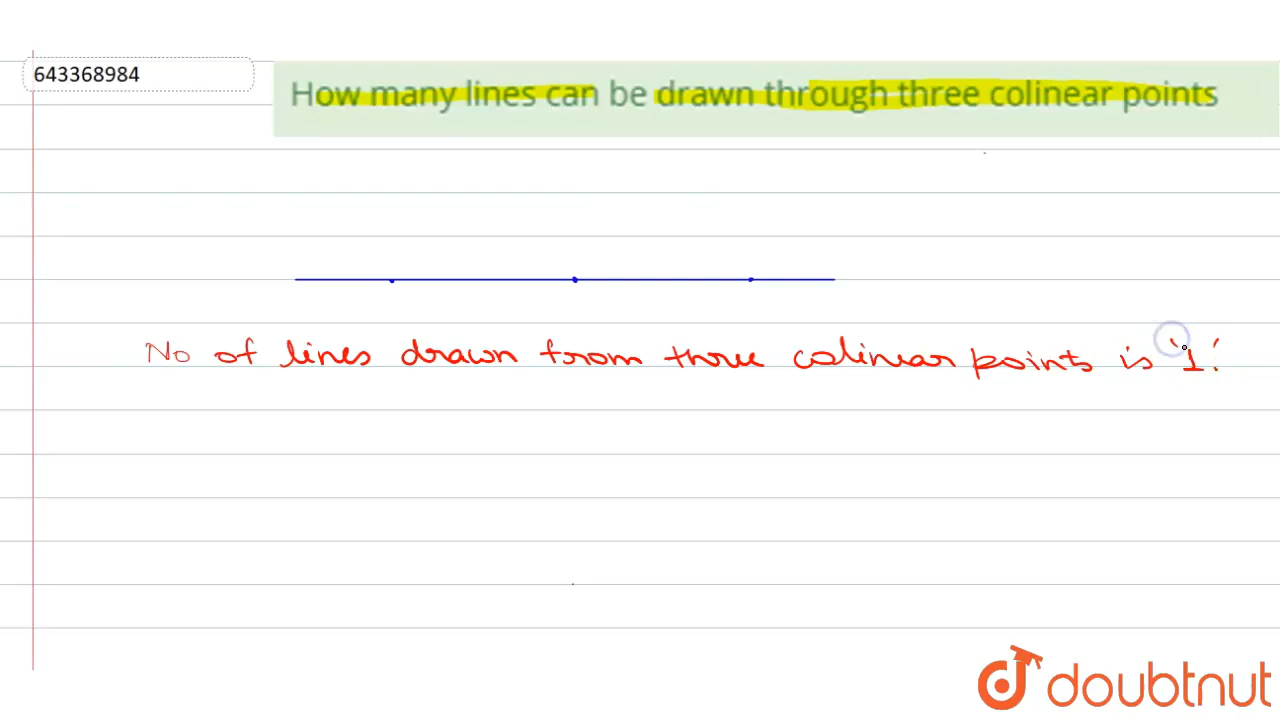 643368984
How many lines can be drawn through three colinear points
No of lines drawn from three colinear points is '1'.
doubtnut